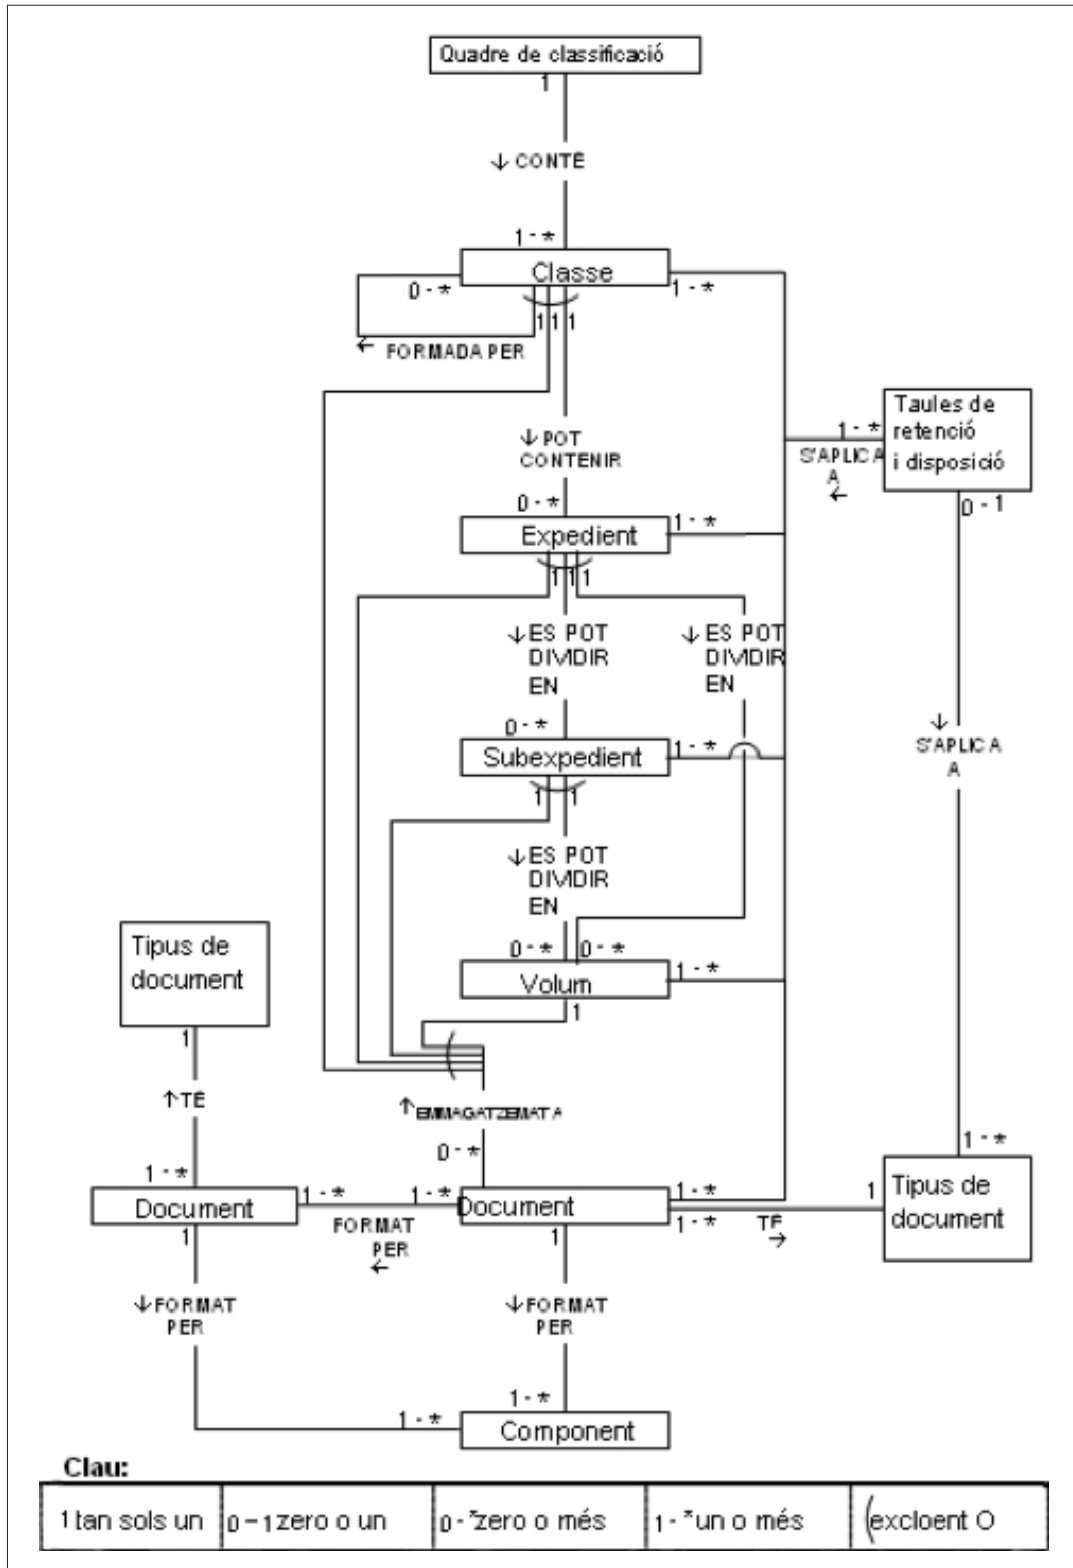 Quadre de classificació
1
↓ CONTÉ
1 - *
Classe
0 - *
1 - *
1 1 1
← FORMADA PER
↓ POT
CONTENIR
Taules de
retenció
i disposició
1 - *
S'APLICA
A
←
0 - 1
0 - *
Expedient
1 - *
1 1 1
↓ ES POT
DIVIDIR
EN
↓ ES POT
DIVIDIR
EN
0 - *
Subexpedient
1 - *
↓
S'APLICA
A
1 1
↓ ES POT
DIVIDIR
EN
0 - *
0 - *
Volum
1 - *
1
Tipus de
document
1
↑ TÉ
↑ EMMAGATZEMAT A
1 - *
0 - *
1 - *
Document
1 - *
1 - *
Document
1 - *
1 - *
1
Tipus de
document
FORMAT
PER
←
TÉ
→
1
1
↓ FORMAT
PER
↓ FORMAT
PER
1 - *
1 - *
Component
Clau:
1 tan sols un
0 – 1 zero o un
0 - * zero o més
1 - * un o més
( excloent O